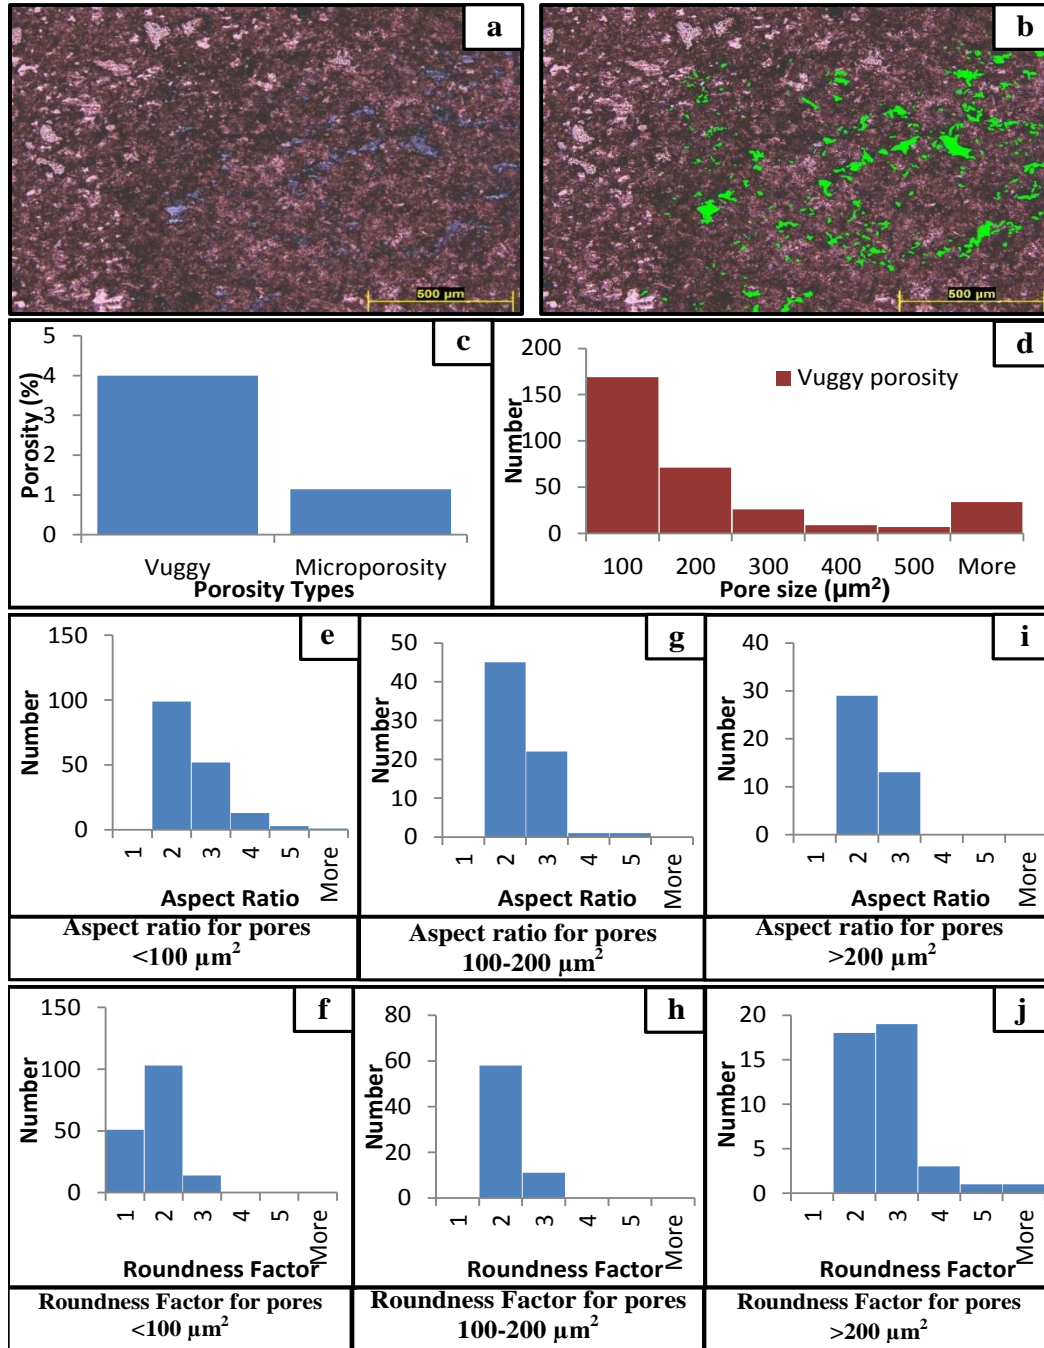 a
b
500 µm
500 µm
c
5
4
3
2
1
0
Porosity (%)
Vuggy Microporosity
Porosity Types
d
200
150
100
50
0
Number
Vuggy porosity
100 200 300 400 500 More
Pore size (µm²)
e
150
100
50
0
Number
1 2 3 4 5 More
Aspect Ratio
Aspect ratio for pores
<100 µm²
g
50
40
30
20
10
0
Number
1 2 3 4 5 More
Aspect Ratio
Aspect ratio for pores
100-200 µm²
i
40
30
20
10
0
Number
1 2 3 4 5 More
Aspect Ratio
Aspect ratio for pores
>200 µm²
f
150
100
50
0
Number
1 2 3 4 5 More
Roundness Factor
Roundness Factor for pores
<100 µm²
h
80
60
40
20
0
Number
1 2 3 4 5 More
Roundness Factor
Roundness Factor for pores
100-200 µm²
j
20
15
10
5
0
Number
1 2 3 4 5 More
Roundness Factor
Roundness Factor for pores
>200 µm²